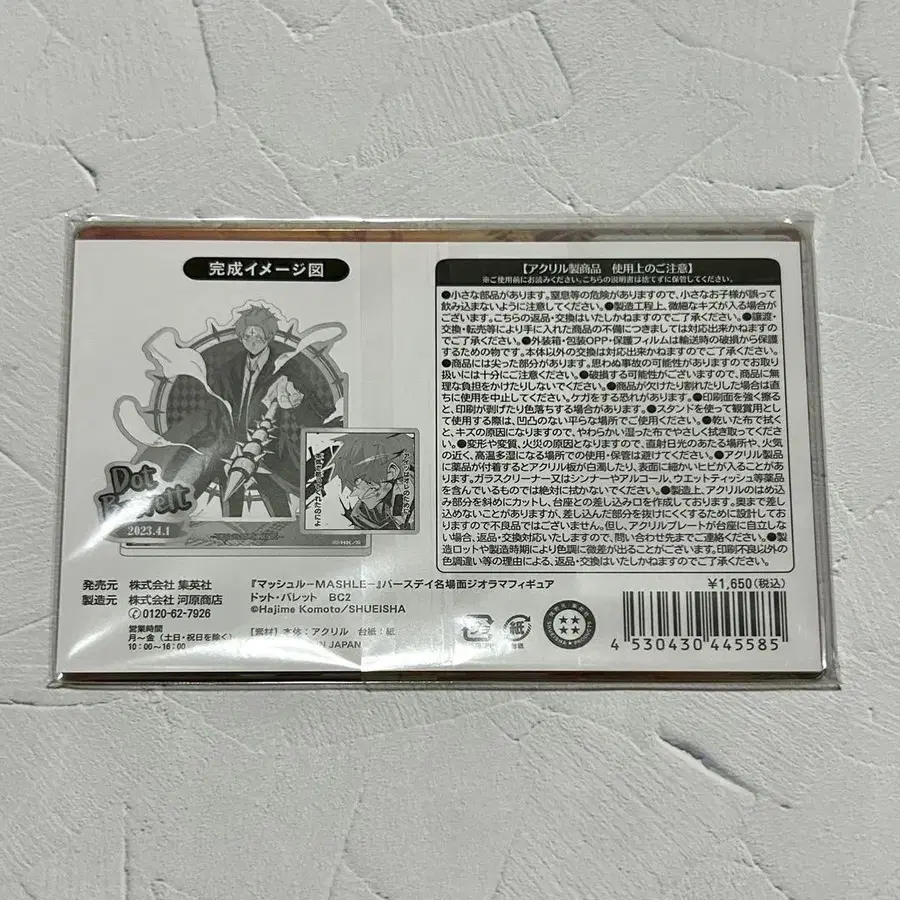 完成イメージ図
Dot
2023.4.1
【アクリル製商品　使用上のご注意】
※ご使用前にお読みください。こちらの説明書は捨てずに保管してください。
●小さな部品があります。窒息等の危険がありますので、小さなお子様が誤って
飲み込まないように注意してください。●製造工程上、微細なキズが入る場合が
ございます。こちらの返品・交換はいたしかねますのでご了承ください。●譲渡・
交換・転売等により手に入れた商品の不備につきましては対応出来かねますの
でご了承ください。●外装箱・包装OPP・保護フィルムは輸送時の破損から保護
するための物です。本体以外の交換は対応出来かねますのでご了承ください。
●商品には尖った部分があります。思わぬ事故の可能性がありますのでお取り
扱いには十分にご注意ください。●破損する可能性がございますので、商品に無
理な負担をかけたりしないでください。●商品が欠けたり割れたりした場合は直
ちに使用を中止してください。ケガをする恐れがあります。●印刷面を強く擦る
と、印刷が剥げたり色落ちする場合があります。●スタンドを使って観賞用とし
て使用する際は、凹凸のない平らな場所でご使用ください。●乾いた布で拭く
と、キズの原因になりますので、やわらかい湿った布でやさしく拭き取ってくださ
い。●変形や変質、火災の原因となりますので、直射日光のあたる場所や、火気
の近く、高温多湿になる場所での使用・保管は避けてください。●アクリル製品
に薬品が付着するとアクリル板が白濁したり、表面に細かいヒビが入ることがあ
ります。ガラスクリーナー又はシンナーやアルコール、ウエットティッシュ等薬品
を含んでいるものでは絶対に拭かないでください。●製造上、アクリルのはめ込
み部分を斜めにカットし、台座との差し込み口を作成しております。奥まで差し
込めないことがありますが、差し込んだ部分を抜けにくくするために設計してお
りますので不良品ではございません。但し、アクリルプレートが台座に自立しな
い場合、返品・交換対応いたしますので、問い合わせ先までご連絡ください。●
製造ロットや製造時期により色調に微差が出ることがございます。印刷不良以外の
色調違い等の理由による、返品・交換はいたしかねますのでご了承ください。
発売元　株式会社 集英社
製造元　株式会社 河原商店
0120-62-7926
営業時間
月～金（土日・祝日を除く）
10：00～16：00
『マッシュル－MASHLE－』バースデイ名場面ジオラマフィギュア
ドット・バレット　BC2
©Hajime Komoto/SHUEISHA
【素材】本体：アクリル　台紙：紙
IN JAPAN
紙
¥1,650(税込)
4 530430 445585